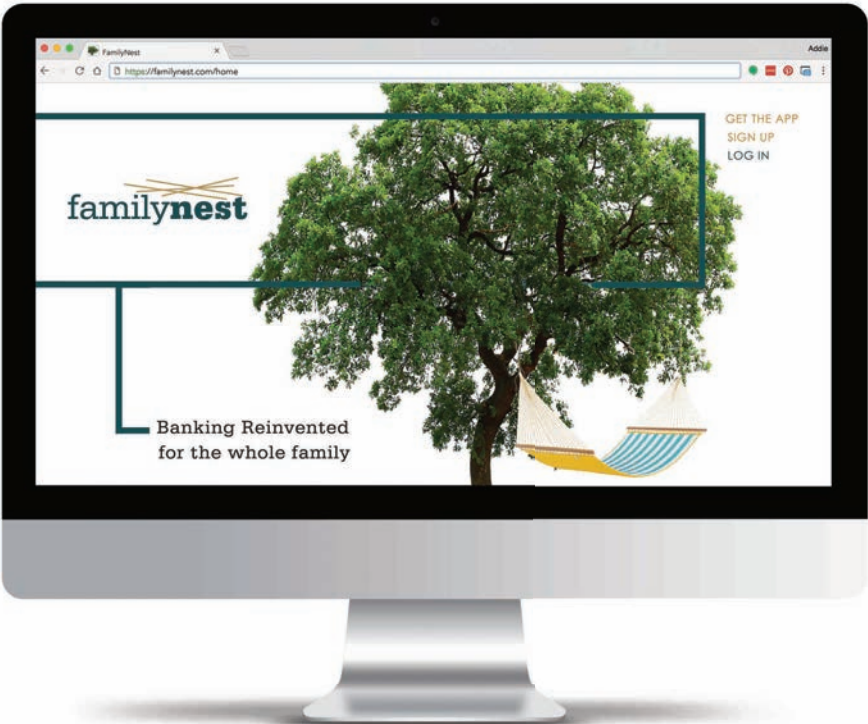 FamilyNest
Addie
https://familynest.com/home
GET THE APP
SIGN UP
LOG IN
familynest
Banking Reinvented
for the whole family